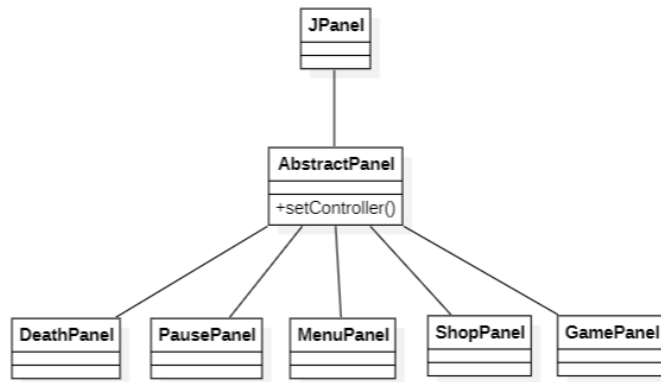 JPanel
AbstractPanel
+setController()
DeathPanel
PausePanel
MenuPanel
ShopPanel
GamePanel